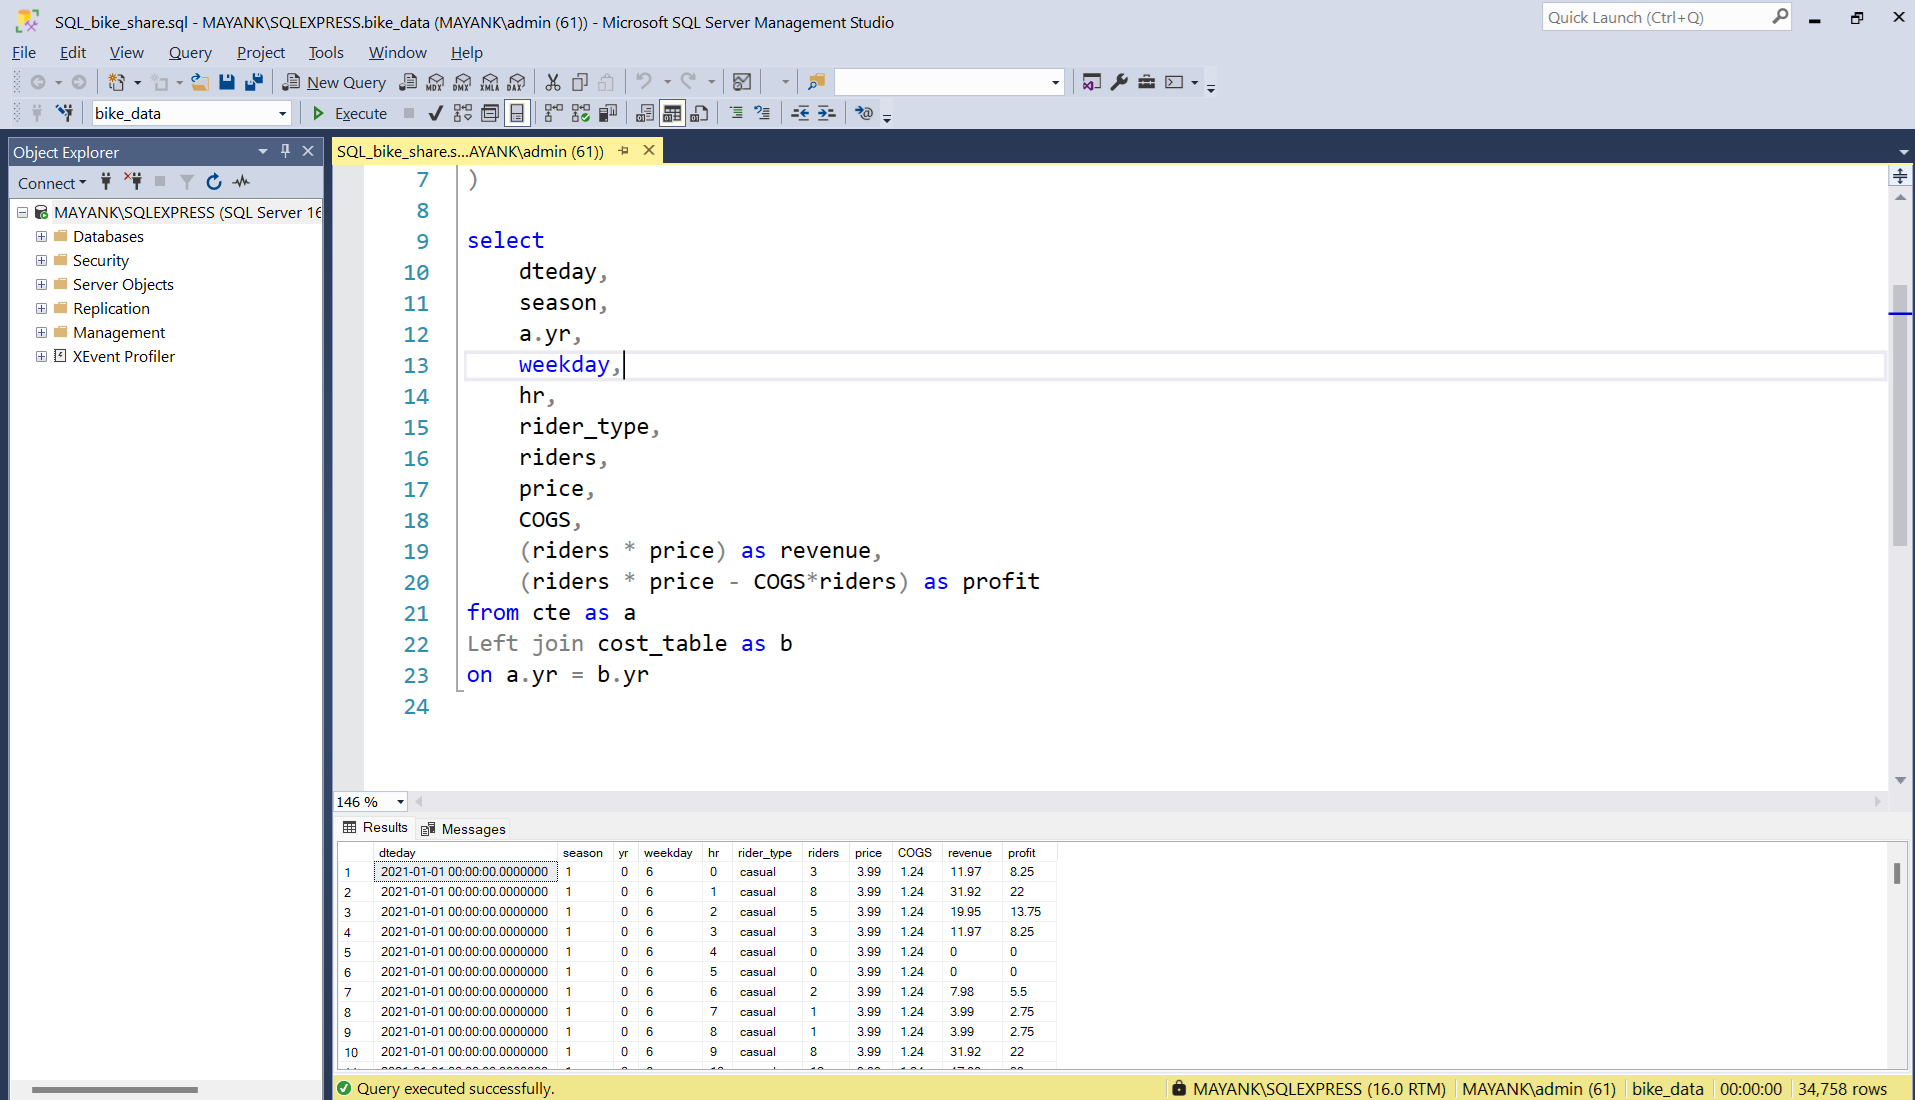 SQL_bike_share.sql - MAYANK\SQLEXPRESS.bike_data (MAYANK\admin (61)) - Microsoft SQL Server Management Studio
Quick Launch (Ctrl+Q)
File Edit View Query Project Tools Window Help
New Query MDX DMX XMLA DAX
bike_data Execute
Object Explorer
Connect
MAYANK\SQLEXPRESS (SQL Server 16
Databases
Security
Server Objects
Replication
Management
XEvent Profiler
SQL_bike_share.s...AYANK\admin (61))
7 )
8
9 select
10 dteday,
11 season,
12 a.yr,
13 weekday,
14 hr,
15 rider_type,
16 riders,
17 price,
18 COGS,
19 (riders * price) as revenue,
20 (riders * price - COGS*riders) as profit
21 from cte as a
22 Left join cost_table as b
23 on a.yr = b.yr
24
146 %
Results Messages
dteday season yr weekday hr rider_type riders price COGS revenue profit
1 2021-01-01 00:00:00.0000000 1 0 6 0 casual 3 3.99 1.24 11.97 8.25
2 2021-01-01 00:00:00.0000000 1 0 6 1 casual 8 3.99 1.24 31.92 22
3 2021-01-01 00:00:00.0000000 1 0 6 2 casual 5 3.99 1.24 19.95 13.75
4 2021-01-01 00:00:00.0000000 1 0 6 3 casual 3 3.99 1.24 11.97 8.25
5 2021-01-01 00:00:00.0000000 1 0 6 4 casual 0 3.99 1.24 0 0
6 2021-01-01 00:00:00.0000000 1 0 6 5 casual 0 3.99 1.24 0 0
7 2021-01-01 00:00:00.0000000 1 0 6 6 casual 2 3.99 1.24 7.98 5.5
8 2021-01-01 00:00:00.0000000 1 0 6 7 casual 1 3.99 1.24 3.99 2.75
9 2021-01-01 00:00:00.0000000 1 0 6 8 casual 1 3.99 1.24 3.99 2.75
10 2021-01-01 00:00:00.0000000 1 0 6 9 casual 8 3.99 1.24 31.92 22
Query executed successfully. MAYANK\SQLEXPRESS (16.0 RTM) MAYANK\admin (61) bike_data 00:00:00 34,758 rows